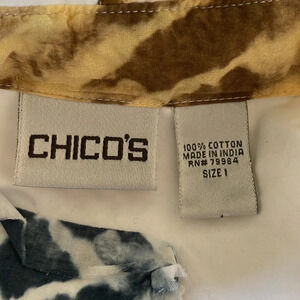 CHICO'S
100% COTTON
MADE IN INDIA
RN# 79984
SIZE 1